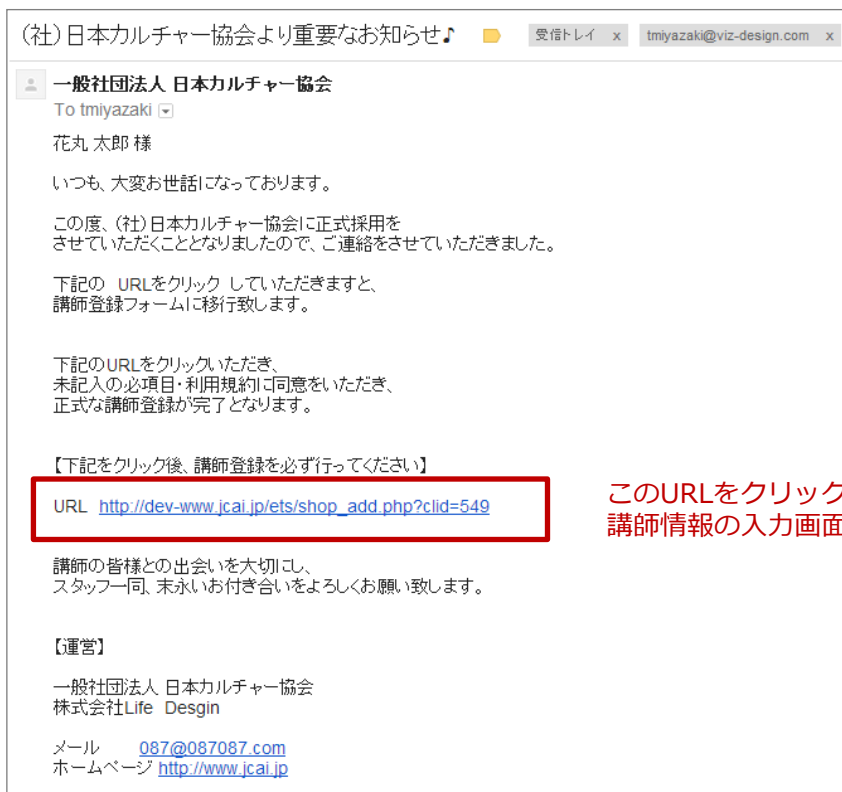 (社)日本カルチャー協会より重要なお知らせ♪ 受信トレイ x tmiyazaki@viz-design.com x
一般社団法人 日本カルチャー協会
To tmiyazaki
花丸 太郎 様
いつも、大変お世話になっております。
この度、(社)日本カルチャー協会に正式採用を
させていただくこととなりましたので、ご連絡をさせていただきました。
下記の URLをクリック していただきますと、
講師登録フォームに移行致します。
下記のURLをクリックいただき、
未記入の必項目・利用規約に同意をいただき、
正式な講師登録が完了となります。
【下記をクリック後、講師登録を必ず行ってください】
URL http://dev-www.jcai.jp/ets/shop_add.php?clid=549
このURLをクリック
講師情報の入力画面
講師の皆様との出会いを大切にし、
スタッフ一同、末永いお付き合いをよろしくお願い致します。
【運営】
一般社団法人 日本カルチャー協会
株式会社Life Desgin
メール 087@087087.com
ホームページ http://www.jcai.jp